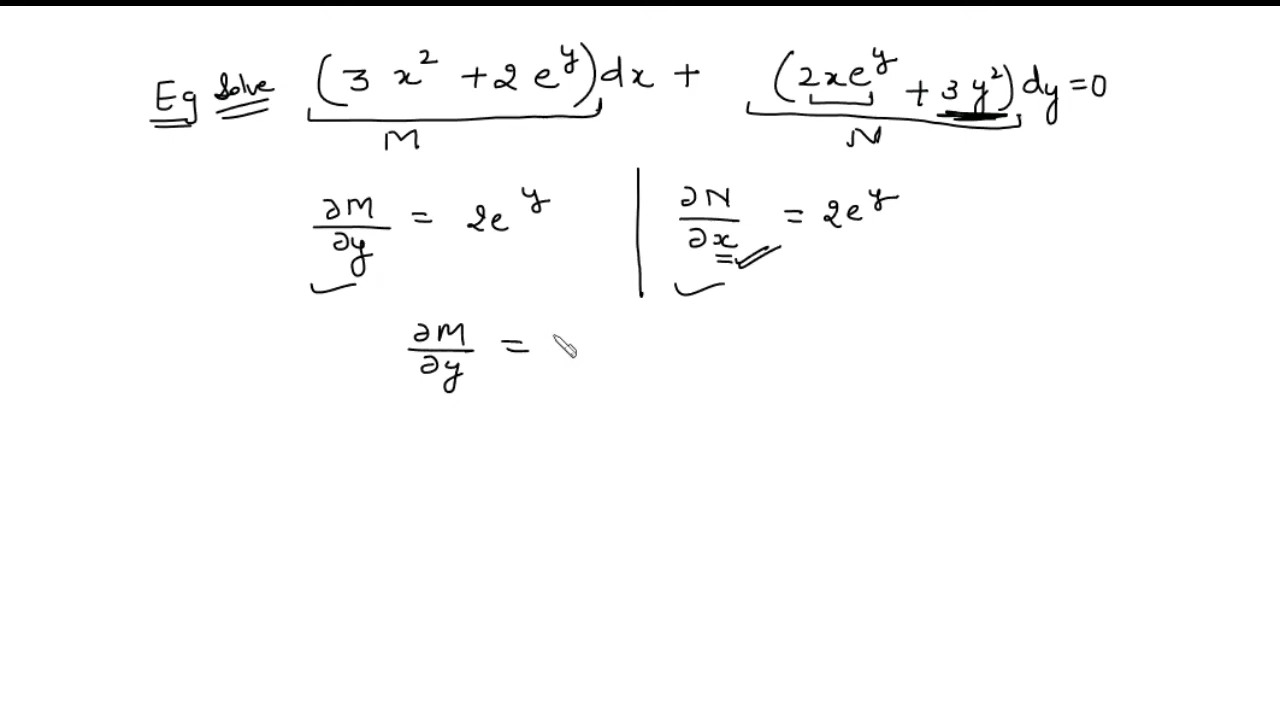 Eg Solve (3x² + 2e^y)dx + (2xe^y + 3y²)dy = 0
M N
∂M/∂y = 2e^y | ∂N/∂x = 2e^y
∂M/∂y =